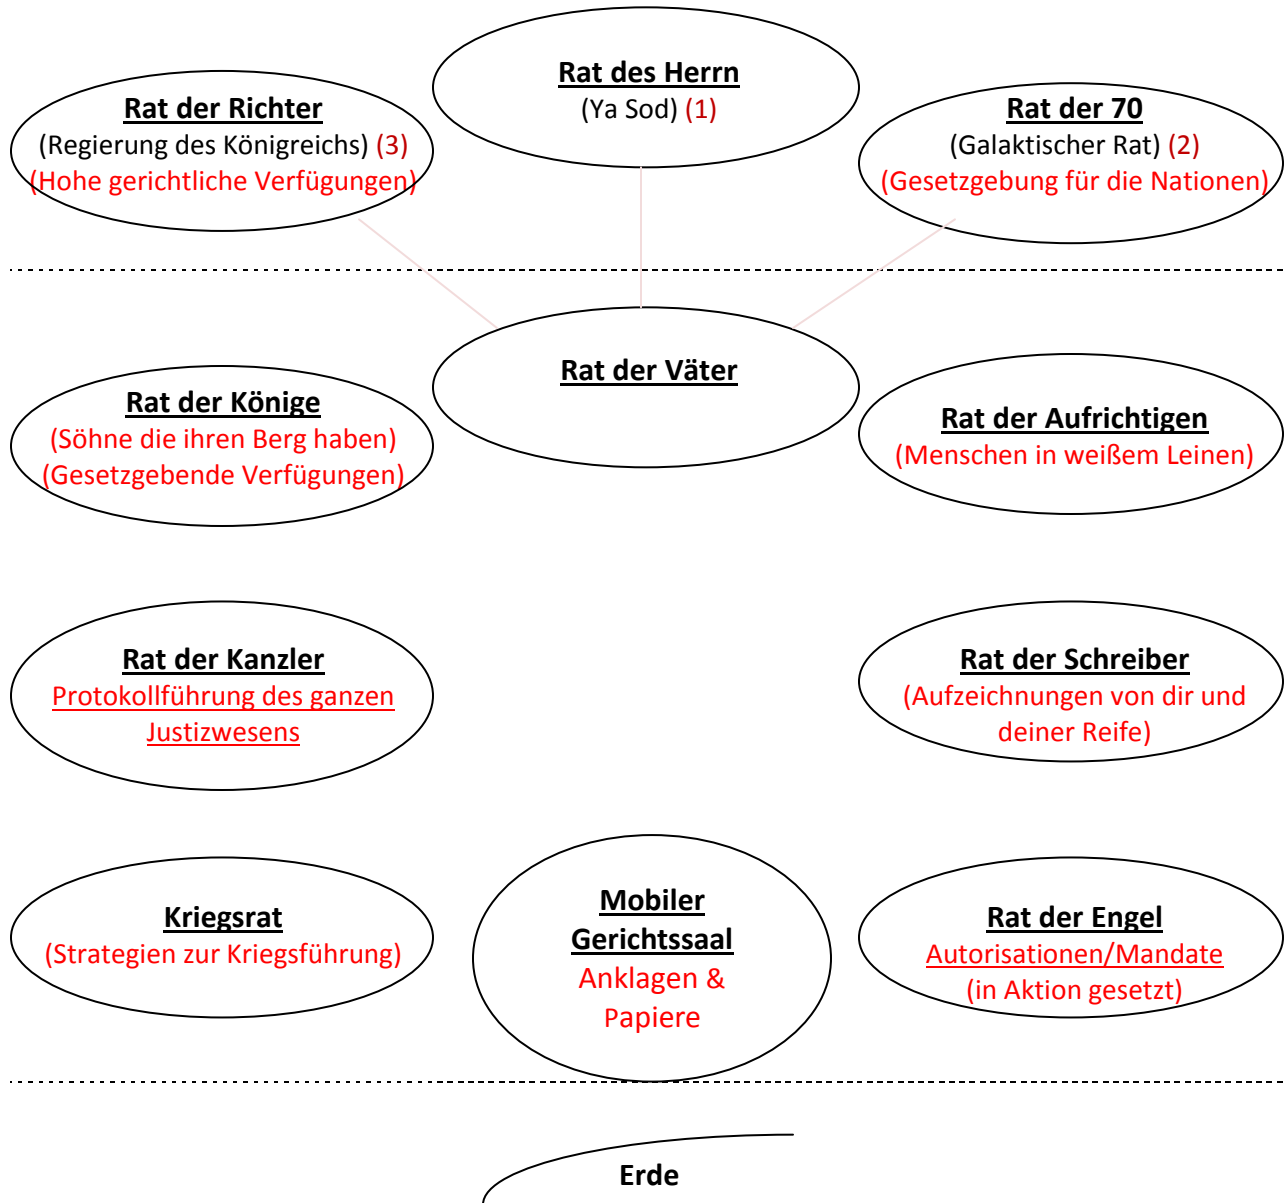 Rat des Herrn
(Ya Sod) (1)
Rat der Richter
(Regierung des Königreichs) (3)
(Hohe gerichtliche Verfügungen)
Rat der 70
(Galaktischer Rat) (2)
(Gesetzgebung für die Nationen)
Rat der Väter
Rat der Könige
(Söhne die ihren Berg haben)
(Gesetzgebende Verfügungen)
Rat der Aufrichtigen
(Menschen in weißem Leinen)
Rat der Kanzler
Protokollführung des ganzen
Justizwesens
Rat der Schreiber
(Aufzeichnungen von dir und
deiner Reife)
Kriegsrat
(Strategien zur Kriegsführung)
Mobiler
Gerichtssaal
Anklagen &
Papiere
Rat der Engel
Autorisationen/Mandate
(in Aktion gesetzt)
Erde